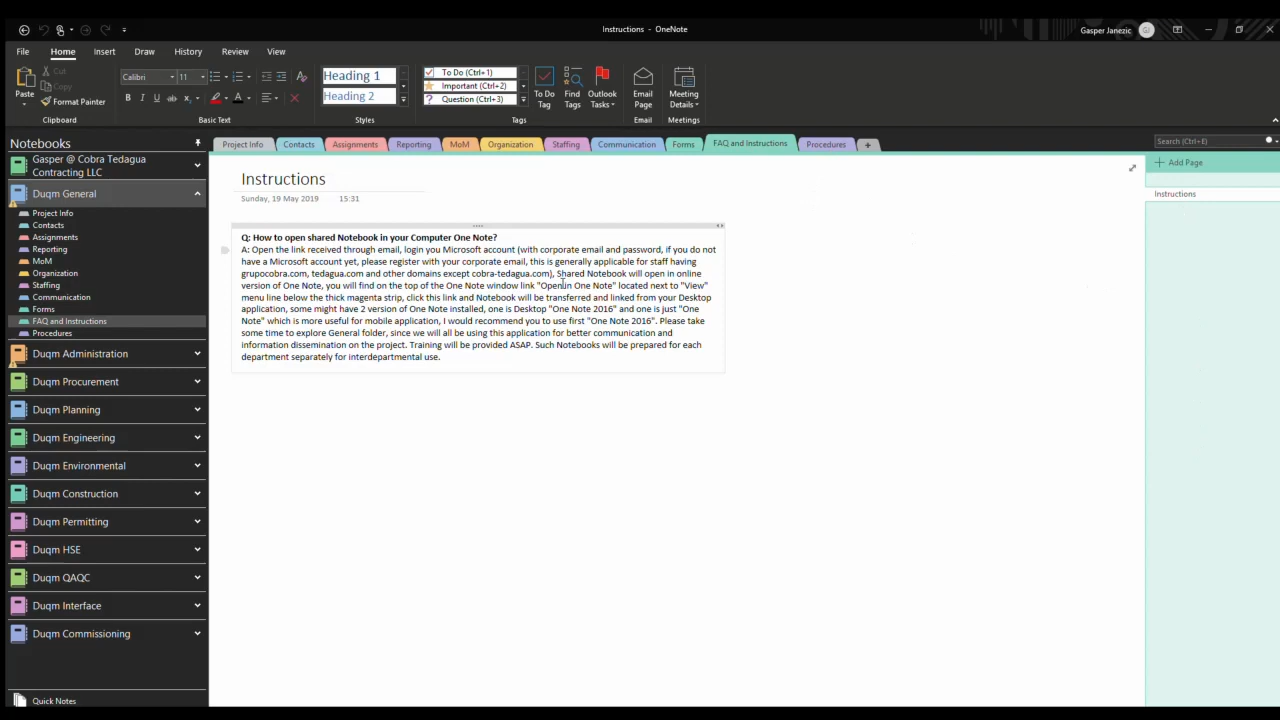 Instructions - OneNote
Gasper Janezic
File Home Insert Draw History Review View
Paste
Cut
Copy
Format Painter
Clipboard
Calibri 11
Basic Text
Heading 1
Heading 2
Styles
To Do (Ctrl+1)
Important (Ctrl+2)
Question (Ctrl+3)
Tags
To Do
Tag
Find
Tags
Outlook
Tasks
Email
Page
Email
Meeting
Details
Meetings
Notebooks
Project Info Contacts Assignments Reporting MoM Organization Staffing Communication Forms FAQ and Instructions Procedures
Search (Ctrl+E)
Gasper @ Cobra Tedagua
Contracting LLC
Duqm General
Project Info
Contacts
Assignments
Reporting
MoM
Organization
Staffing
Communication
Forms
FAQ and Instructions
Procedures
Duqm Administration
Duqm Procurement
Duqm Planning
Duqm Engineering
Duqm Environmental
Duqm Construction
Duqm Permitting
Duqm HSE
Duqm QAQC
Duqm Interface
Duqm Commissioning
Quick Notes
Instructions
Sunday, 19 May 2019 15:31
Q: How to open shared Notebook in your Computer One Note?
A: Open the link received through email, login you Microsoft account (with corporate email and password, if you do not
have a Microsoft account yet, please register with your corporate email, this is generally applicable for staff having
grupocobra.com, tedagua.com and other domains except cobra-tedagua.com), Shared Notebook will open in online
version of One Note, you will find on the top of the One Note window link "Open in One Note" located next to "View"
menu line below the thick magenta strip, click this link and Notebook will be transferred and linked from your Desktop
application, some might have 2 version of One Note installed, one is Desktop "One Note 2016" and one is just "One
Note" which is more useful for mobile application, I would recommend you to use first "One Note 2016". Please take
some time to explore General folder, since we will all be using this application for better communication and
information dissemination on the project. Training will be provided ASAP. Such Notebooks will be prepared for each
department separately for interdepartmental use.
Add Page
Instructions